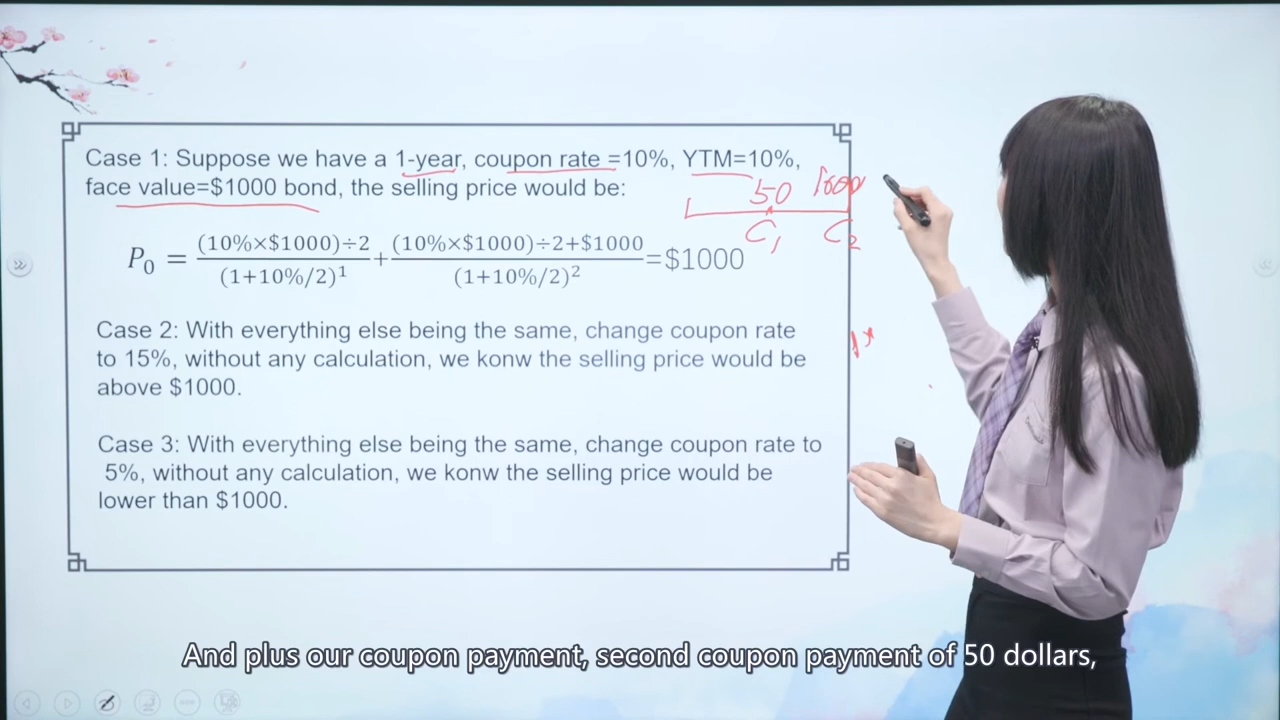 Case 1: Suppose we have a 1-year, coupon rate =10%, YTM=10%,
face value=$1000 bond, the selling price would be:
50
C₁ C₂
P₀ = (10%×$1000)÷2/(1+10%/2)¹ + (10%×$1000)÷2+$1000/(1+10%/2)² =$1000
Case 2: With everything else being the same, change coupon rate
to 15%, without any calculation, we konw the selling price would be
above $1000.
Case 3: With everything else being the same, change coupon rate to
5%, without any calculation, we konw the selling price would be
lower than $1000.
And plus our coupon payment, second coupon payment of 50 dollars,